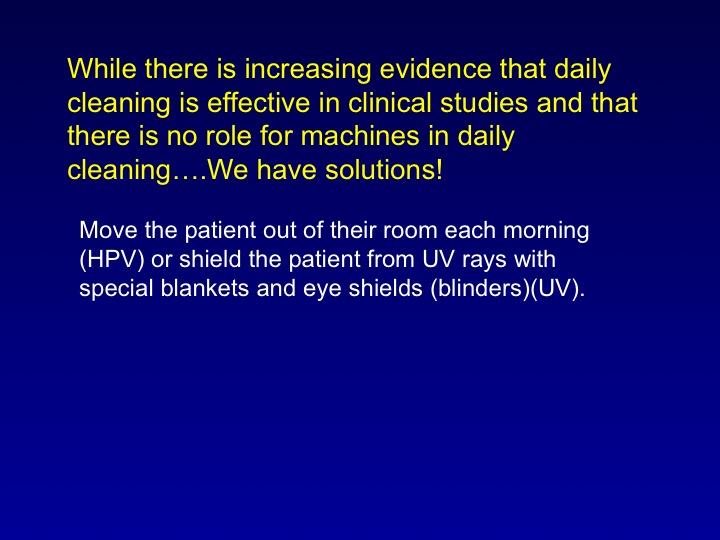 While there is increasing evidence that daily
cleaning is effective in clinical studies and that
there is no role for machines in daily
cleaning….We have solutions!
Move the patient out of their room each morning
(HPV) or shield the patient from UV rays with
special blankets and eye shields (blinders)(UV).